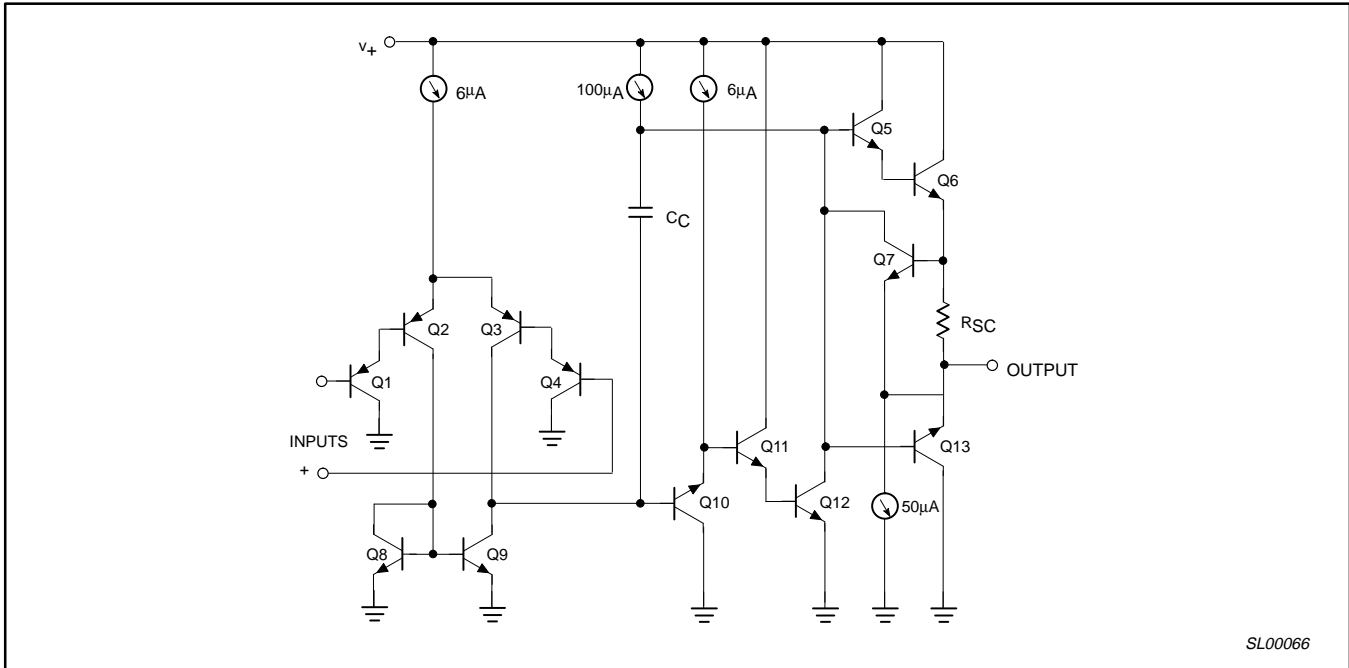 V+
6µA
100µA
6µA
Q5
Q6
CC
Q7
Q2
Q3
RSC
Q1
Q4
OUTPUT
INPUTS
+
Q11
Q13
Q10
Q12
50µA
Q8
Q9
SL00066